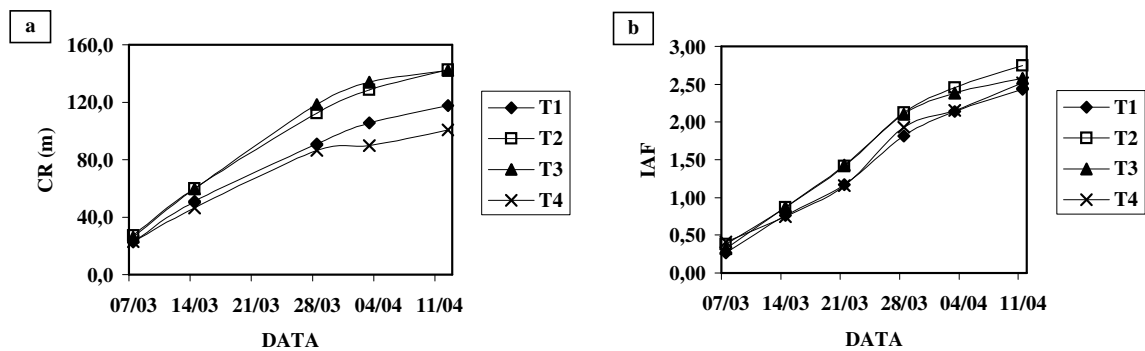 a
160,0
120,0
80,0
40,0
0,0
CR (m)
07/03 14/03 21/03 28/03 04/04 11/04
DATA
T1
T2
T3
T4
b
3,00
2,50
2,00
1,50
1,00
0,50
0,00
IAF
07/03 14/03 21/03 28/03 04/04 11/04
DATA
T1
T2
T3
T4